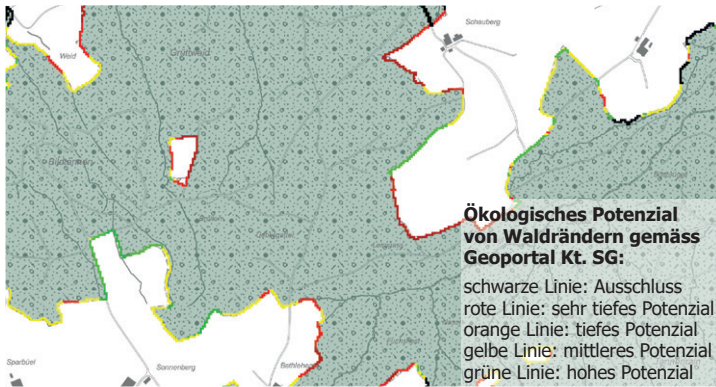 Schauberg
Weid
Ökologisches Potenzial
von Waldrändern gemäss
Geoportal Kt. SG:
schwarze Linie: Ausschluss
rote Linie: sehr tiefes Potenzial
orange Linie: tiefes Potenzial
gelbe Linie: mittleres Potenzial
grüne Linie: hohes Potenzial
Sparbüel
Sonnenberg
Bethlehem